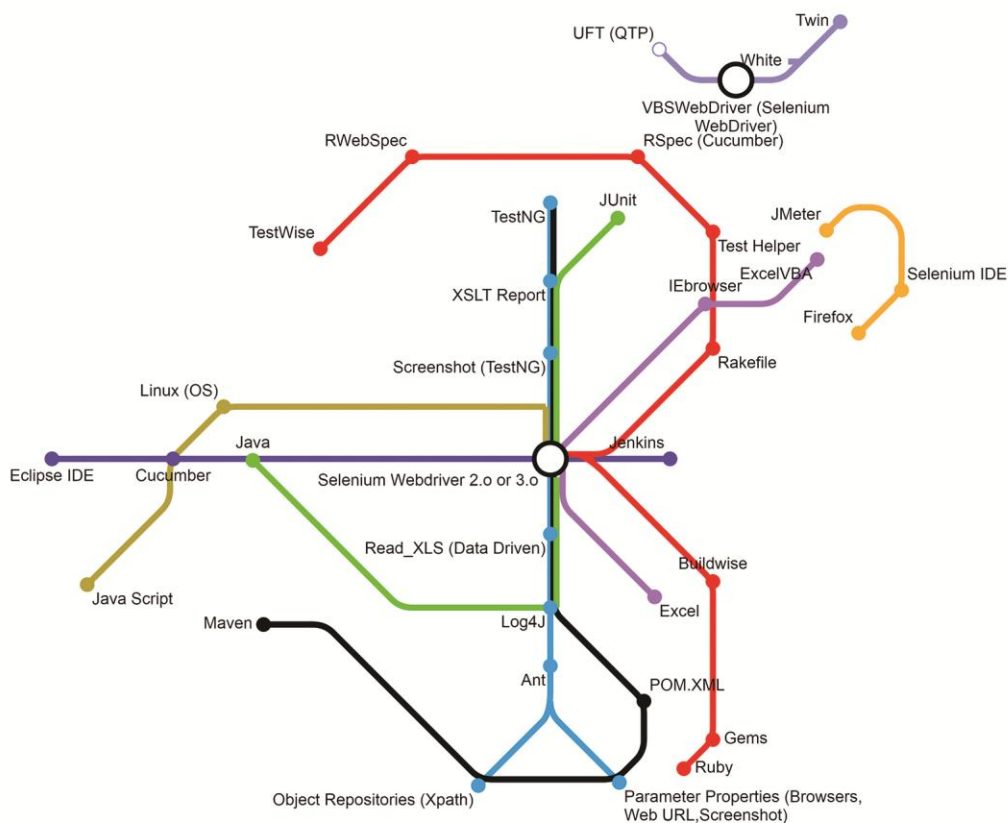 Twin
UFT (QTP)
White
VBSWebDriver (Selenium
WebDriver)
RWebSpec
RSpec (Cucumber)
JUnit
TestNG
JMeter
TestWise
Test Helper
ExcelVBA
Selenium IDE
IEbrowser
XSLT Report
Firefox
Screenshot (TestNG)
Rakefile
Linux (OS)
Java
Jenkins
Eclipse IDE
Cucumber
Selenium Webdriver 2.o or 3.o
Read_XLS (Data Driven)
Buildwise
Java Script
Excel
Maven
Log4J
Ant
POM.XML
Gems
Ruby
Object Repositories (Xpath)
Parameter Properties (Browsers,
Web URL,Screenshot)